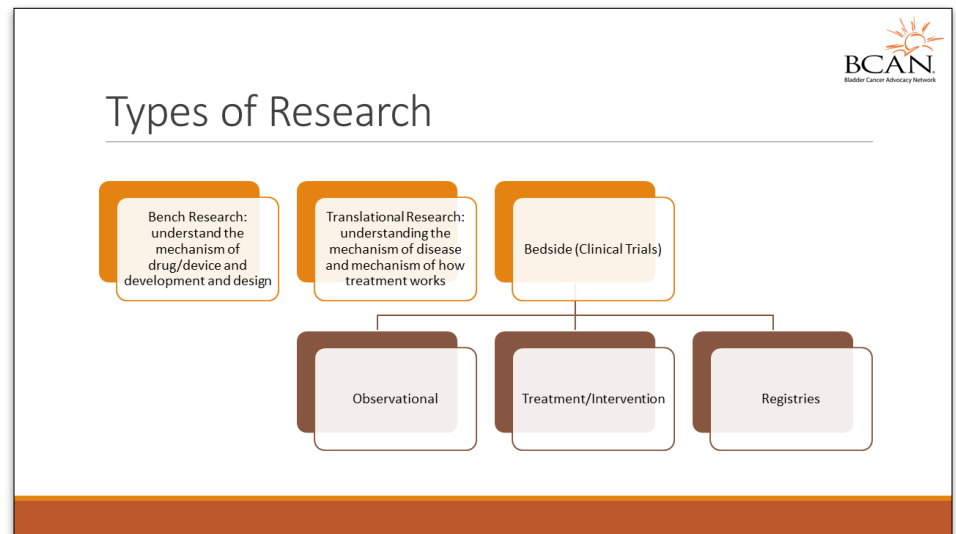 BCAN
Bladder Cancer Advocacy Network
Types of Research
Bench Research:
understand the
mechanism of
drug/device and
development and design
Translational Research:
understanding the
mechanism of disease
and mechanism of how
treatment works
Bedside (Clinical Trials)
Observational
Treatment/Intervention
Registries